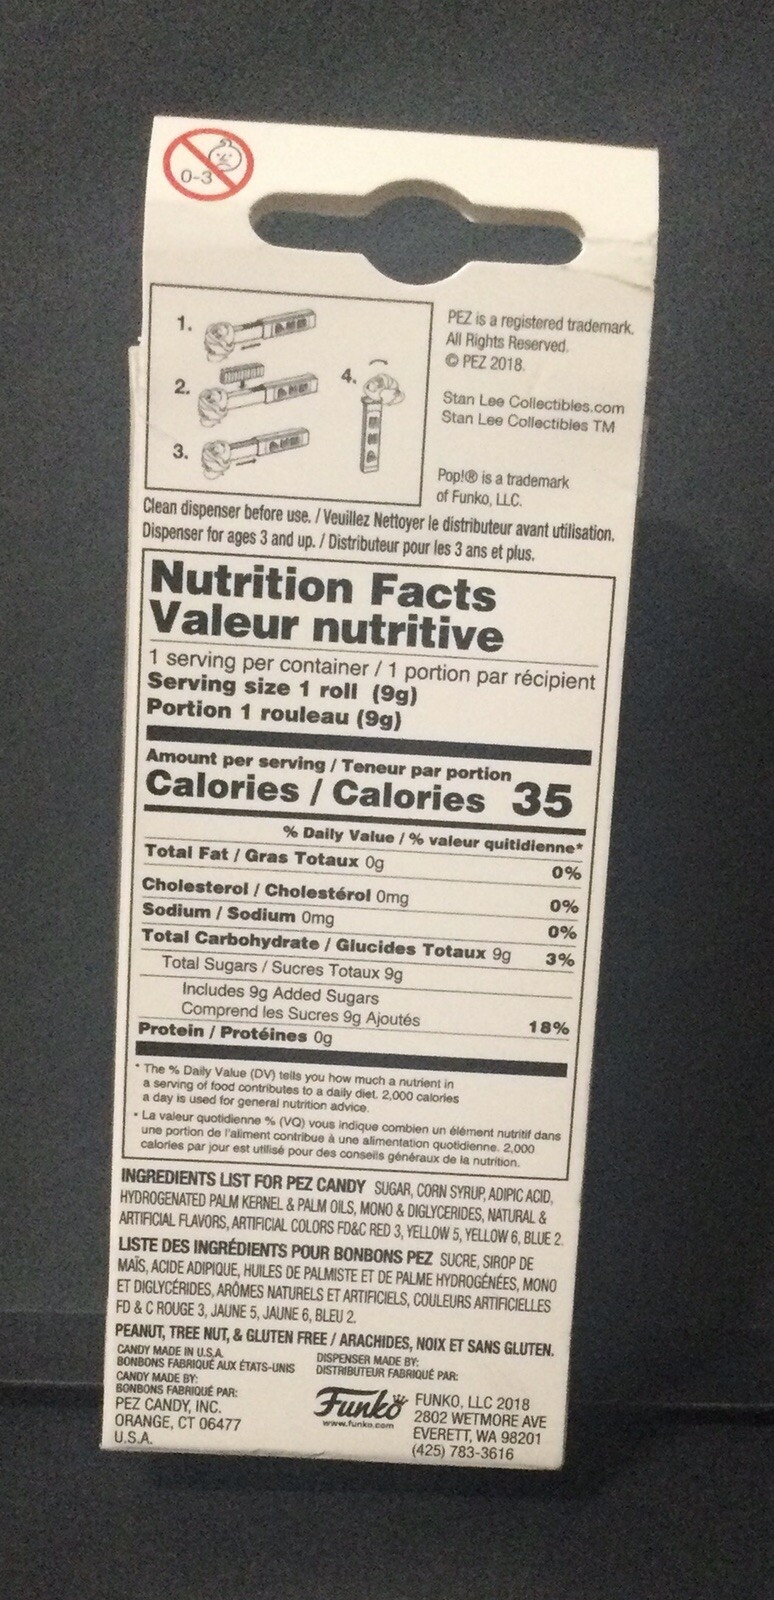 0-3
1.
2.
3.
4.
PEZ is a registered trademark.
All Rights Reserved.
© PEZ 2018.
Stan Lee Collectibles.com
Stan Lee Collectibles TM
Pop!® is a trademark
of Funko, LLC.
Clean dispenser before use. / Veuillez Nettoyer le distributeur avant utilisation.
Dispenser for ages 3 and up. / Distributeur pour les 3 ans et plus.
Nutrition Facts
Valeur nutritive
1 serving per container / 1 portion par récipient
Serving size 1 roll (9g)
Portion 1 rouleau (9g)
Amount per serving / Teneur par portion
Calories / Calories 35
% Daily Value / % valeur quitidienne*
Total Fat / Gras Totaux 0g 0%
Cholesterol / Cholestérol 0mg 0%
Sodium / Sodium 0mg 0%
Total Carbohydrate / Glucides Totaux 9g 3%
Total Sugars / Sucres Totaux 9g
Includes 9g Added Sugars
Comprend les Sucres 9g Ajoutés 18%
Protein / Protéines 0g
* The % Daily Value (DV) tells you how much a nutrient in
a serving of food contributes to a daily diet. 2,000 calories
a day is used for general nutrition advice.
* La valeur quotidienne % (VQ) vous indique combien un élément nutritif dans
une portion de l'aliment contribue à une alimentation quotidienne. 2,000
calories par jour est utilisé pour des conseils généraux de la nutrition.
INGREDIENTS LIST FOR PEZ CANDY SUGAR, CORN SYRUP, ADIPIC ACID,
HYDROGENATED PALM KERNEL & PALM OILS, MONO & DIGLYCERIDES, NATURAL &
ARTIFICIAL FLAVORS, ARTIFICIAL COLORS FD&C RED 3, YELLOW 5, YELLOW 6, BLUE 2.
LISTE DES INGRÉDIENTS POUR BONBONS PEZ SUCRE, SIROP DE
MAÏS, ACIDE ADIPIQUE, HUILES DE PALMISTE ET DE PALME HYDROGÉNÉES, MONO
ET DIGLYCÉRIDES, ARÔMES NATURELS ET ARTIFICIELS, COULEURS ARTIFICIELLES
FD & C ROUGE 3, JAUNE 5, JAUNE 6, BLEU 2.
PEANUT, TREE NUT, & GLUTEN FREE / ARACHIDES, NOIX ET SANS GLUTEN.
CANDY MADE IN U.S.A.
BONBONS FABRIQUÉ AUX ÉTATS-UNIS
CANDY MADE BY:
BONBONS FABRIQUÉ PAR:
PEZ CANDY, INC.
ORANGE, CT 06477
U.S.A.
DISPENSER MADE BY:
DISTRIBUTEUR FABRIQUÉ PAR:
Funko
www.funko.com
FUNKO, LLC 2018
2802 WETMORE AVE
EVERETT, WA 98201
(425) 783-3616